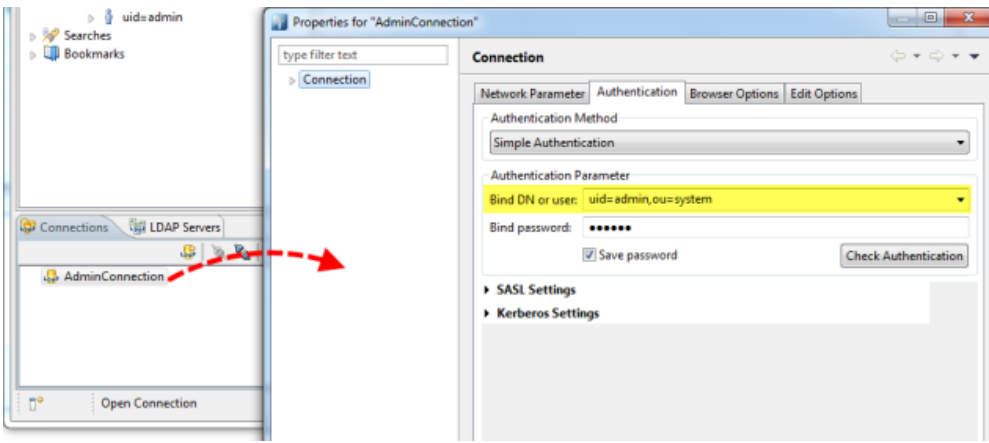 uid=admin
Searches
Bookmarks
Connections
LDAP Servers
AdminConnection
Open Connection
Properties for "AdminConnection"
type filter text
Connection
Connection
Network Parameter Authentication Browser Options Edit Options
Authentication Method
Simple Authentication
Authentication Parameter
Bind DN or user: uid=admin,ou=system
Bind password: ●●●●●●
Save password
Check Authentication
SASL Settings
Kerberos Settings